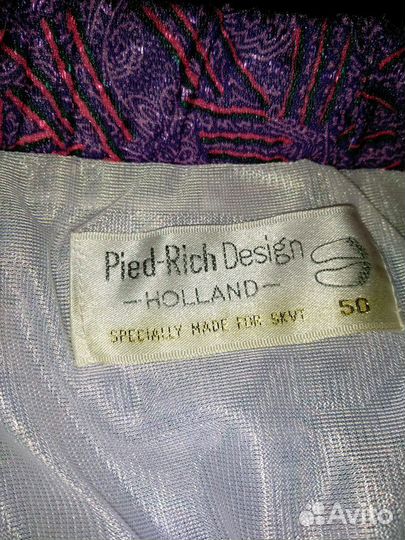 Pied-Rich Design
-HOLLAND-
SPECIALLY MADE FOR SKVT 50
Avito